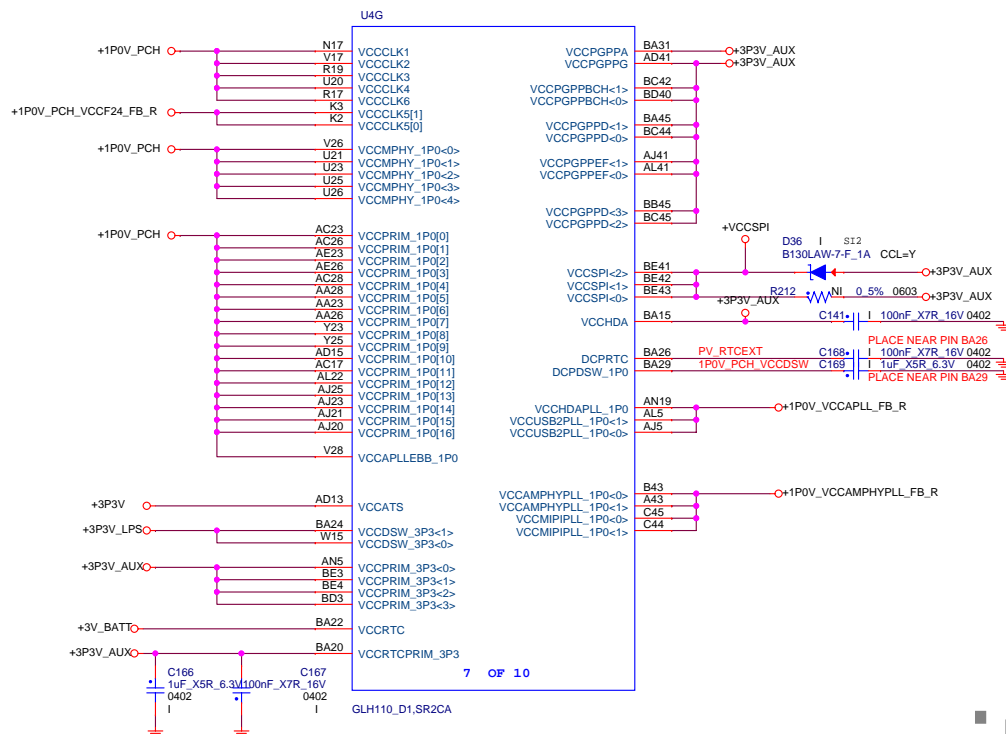 U4G
+1P0V_PCH N17 VCCCLK1
V17 VCCCLK2
R19 VCCCLK3
U20 VCCCLK4
R17 VCCCLK6
+1P0V_PCH_VCCF24_FB_R K3 VCCCLK5[1]
K2 VCCCLK5[0]
+1P0V_PCH V26 VCCMPHY_1P0<0>
U21 VCCMPHY_1P0<1>
U23 VCCMPHY_1P0<2>
U25 VCCMPHY_1P0<3>
U26 VCCMPHY_1P0<4>
+1P0V_PCH AC23 VCCPRIM_1P0[0]
AC26 VCCPRIM_1P0[1]
AE23 VCCPRIM_1P0[2]
AE26 VCCPRIM_1P0[3]
AC28 VCCPRIM_1P0[4]
AA28 VCCPRIM_1P0[5]
AA23 VCCPRIM_1P0[6]
AA26 VCCPRIM_1P0[7]
Y23 VCCPRIM_1P0[8]
Y25 VCCPRIM_1P0[9]
AD15 VCCPRIM_1P0[10]
AC17 VCCPRIM_1P0[11]
AL22 VCCPRIM_1P0[12]
AJ25 VCCPRIM_1P0[13]
AJ23 VCCPRIM_1P0[14]
AJ21 VCCPRIM_1P0[15]
AJ20 VCCPRIM_1P0[16]
V28 VCCAPLLEBB_1P0
+3P3V AD13 VCCATS
+3P3V_LPS BA24 VCCDSW_3P3<1>
W15 VCCDSW_3P3<0>
+3P3V_AUX AN5 VCCPRIM_3P3<0>
BE3 VCCPRIM_3P3<1>
BE4 VCCPRIM_3P3<2>
BD3 VCCPRIM_3P3<3>
+3V_BATT BA22 VCCRTC
+3P3V_AUX BA20 VCCRTCPRIM_3P3
C166 C167
1uF_X5R_6.3V 100nF_X7R_16V
0402 0402
I I
VCCPGPPA BA31 +3P3V_AUX
VCCPGPPG AD41 +3P3V_AUX
VCCPGPPBCH<1> BC42
VCCPGPPBCH<0> BD40
VCCPGPPD<1> BA45
VCCPGPPD<0> BC44
VCCPGPPEF<1> AJ41
VCCPGPPEF<0> AL41
VCCPGPPD<3> BB45
VCCPGPPD<2> BC45
+VCCSPI
D36 I SI2
B130LAW-7-F_1A CCL=Y
VCCSPI<2> BE41 +3P3V_AUX
VCCSPI<1> BE42
VCCSPI<0> BE43 R212 NI 0_5% 0603 +3P3V_AUX
+3P3V_AUX
VCCHDA BA15 C141 I 100nF_X7R_16V 0402
PLACE NEAR PIN BA26
DCPRTC BA26 PV_RTCEXT C168 I 100nF_X7R_16V 0402
DCPDSW_1P0 BA29 1P0V_PCH_VCCDSW C169 I 1uF_X5R_6.3V 0402
PLACE NEAR PIN BA29
VCCHDAPLL_1P0 AN19 +1P0V_VCCAPLL_FB_R
VCCUSB2PLL_1P0<1> AL5
VCCUSB2PLL_1P0<0> AJ5
VCCAMPHYPLL_1P0<0> B43 +1P0V_VCCAMPHYPLL_FB_R
VCCAMPHYPLL_1P0<1> A43
VCCMIPIPLL_1P0<0> C45
VCCMIPIPLL_1P0<1> C44
7 OF 10
GLH110_D1,SR2CA